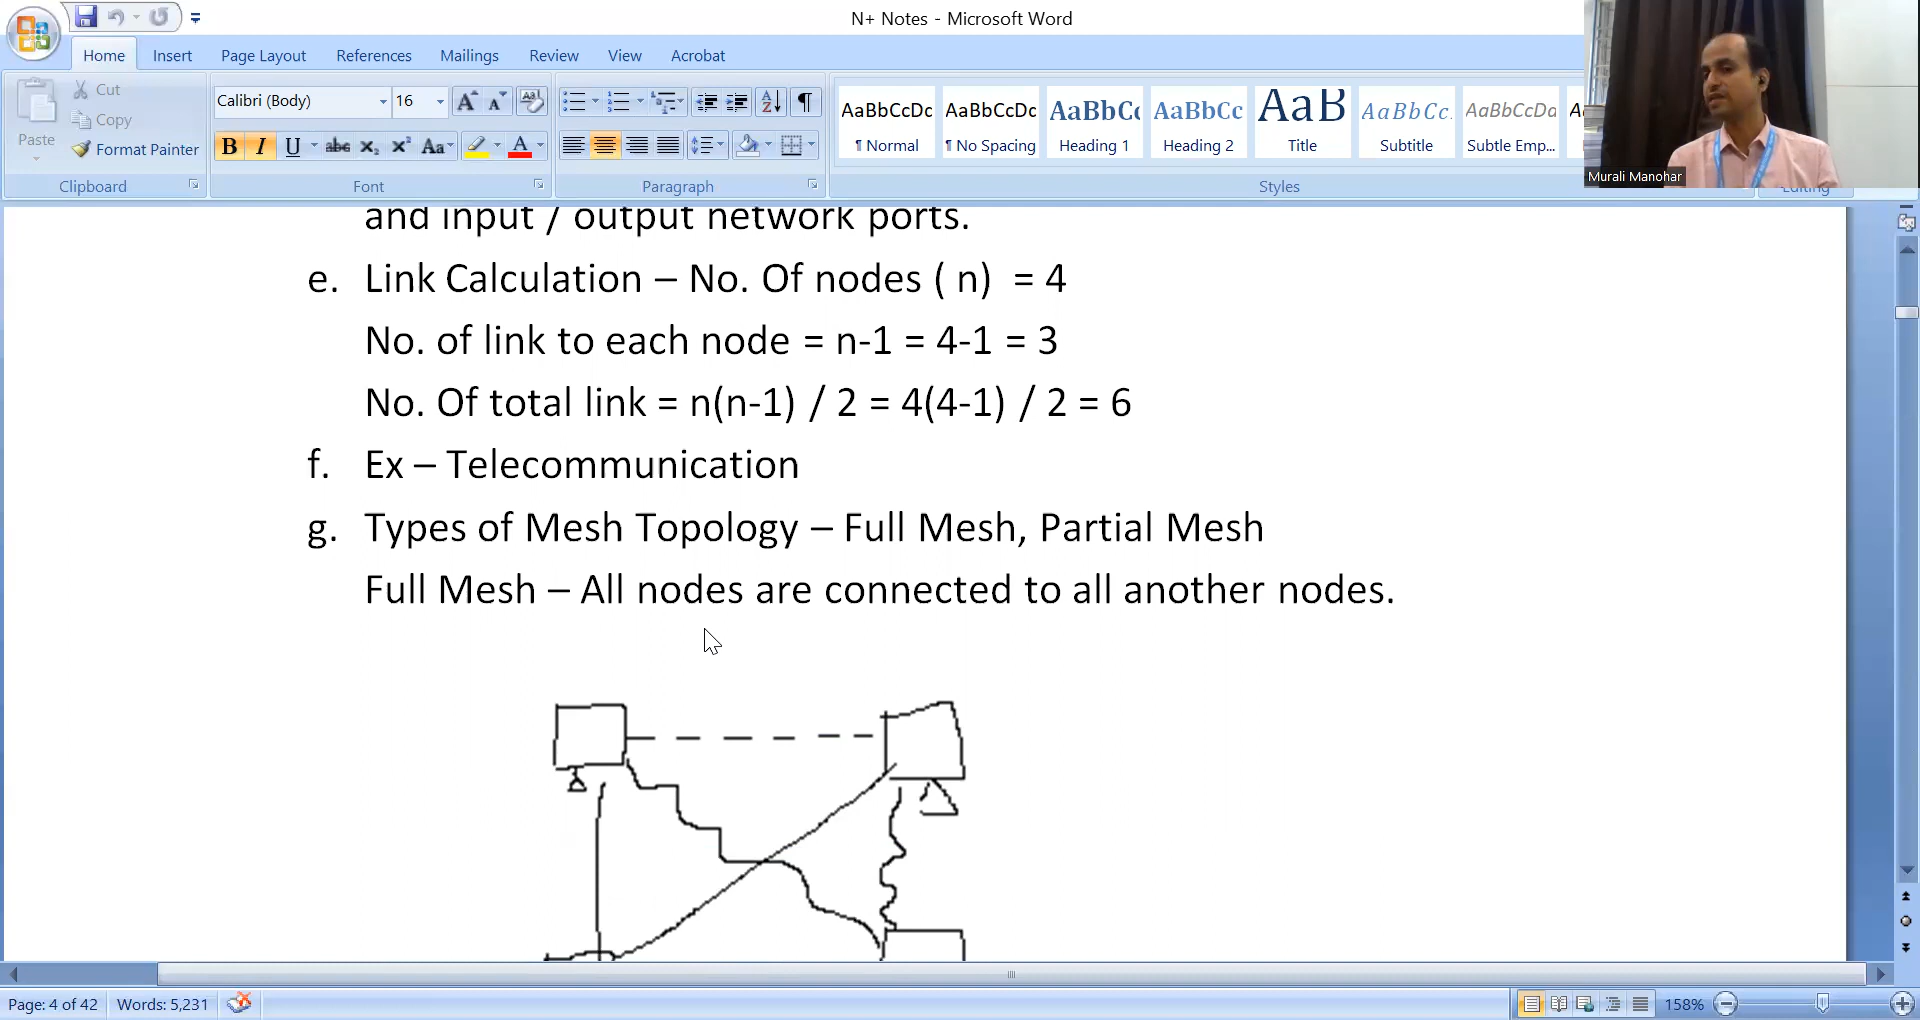 N+ Notes - Microsoft Word
Home Insert Page Layout References Mailings Review View Acrobat
Paste
Cut
Copy
Format Painter
Clipboard
Calibri (Body) 16
Font
Paragraph
AaBbCcDc AaBbCcDc AaBbCc AaBbCc AaB AaBbCc. AaBbCcDa
¶ Normal ¶ No Spacing Heading 1 Heading 2 Title Subtitle Subtle Emp...
Styles
Editing
Murali Manohar
and input / output network ports.
e. Link Calculation – No. Of nodes ( n) = 4
No. of link to each node = n-1 = 4-1 = 3
No. Of total link = n(n-1) / 2 = 4(4-1) / 2 = 6
f. Ex – Telecommunication
g. Types of Mesh Topology – Full Mesh, Partial Mesh
Full Mesh – All nodes are connected to all another nodes.
Page: 4 of 42 Words: 5,231
158%